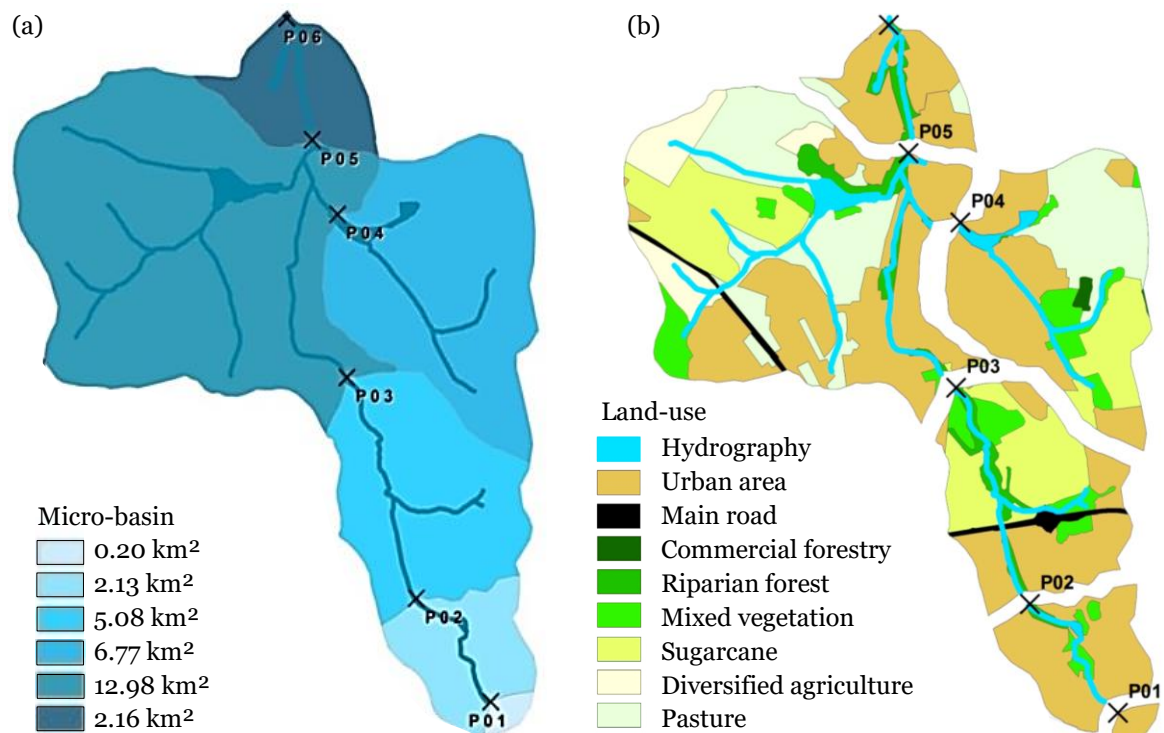 (a)
P06
P05
P04
P03
P02
P01
Micro-basin
0.20 km²
2.13 km²
5.08 km²
6.77 km²
12.98 km²
2.16 km²
(b)
P05
P04
P03
P02
P01
Land-use
Hydrography
Urban area
Main road
Commercial forestry
Riparian forest
Mixed vegetation
Sugarcane
Diversified agriculture
Pasture